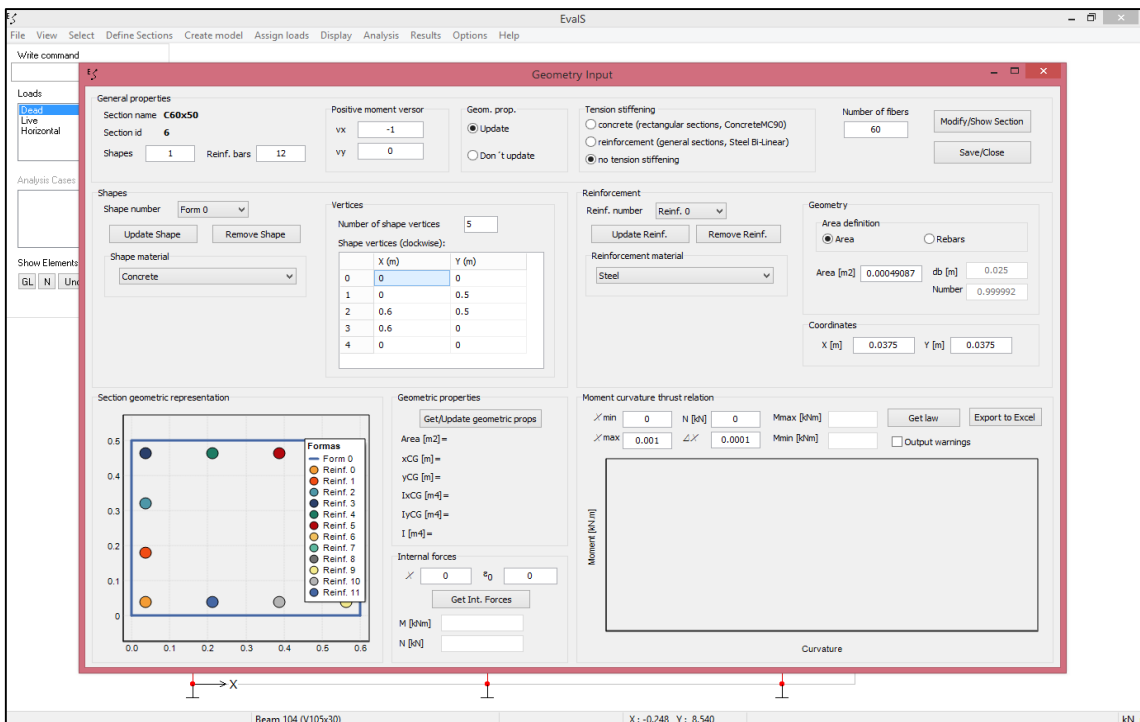 EvalS
File View Select Define Sections Create model Assign loads Display Analysis Results Options Help
Write command
Loads
Dead
Live
Horizontal
Analysis Cases
Show Elements
GL N Und
Geometry Input
General properties
Section name C60x50
Section id 6
Shapes 1 Reinf. bars 12
Positive moment versor
vx -1
vy 0
Geom. prop.
Update
Don´t update
Tension stiffening
concrete (rectangular sections, ConcreteMC90)
reinforcement (general sections, Steel Bi-Linear)
no tension stiffening
Number of fibers
60
Modify/Show Section
Save/Close
Shapes
Shape number Form 0
Update Shape Remove Shape
Shape material
Concrete
Vertices
Number of shape vertices 5
Shape vertices (clockwise):
X (m) Y (m)
0 0 0
1 0 0.5
2 0.6 0.5
3 0.6 0
4 0 0
Reinforcement
Reinf. number Reinf. 0
Update Reinf. Remove Reinf.
Reinforcement material
Steel
Geometry
Area definition
Area Rebars
Area [m2] 0.00049087 db [m] 0.025
Number 0.999992
Coordinates
X [m] 0.0375 Y [m] 0.0375
Section geometric representation
0.5
0.4
0.3
0.2
0.1
0
0.0 0.1 0.2 0.3 0.4 0.5 0.6
Formas
Form 0
Reinf. 0
Reinf. 1
Reinf. 2
Reinf. 3
Reinf. 4
Reinf. 5
Reinf. 6
Reinf. 7
Reinf. 8
Reinf. 9
Reinf. 10
Reinf. 11
Geometric properties
Get/Update geometric props
Area [m2]=
xCG [m]=
yCG [m]=
IxCG [m4]=
IyCG [m4]=
I [m4]=
Internal forces
χ 0 ε0 0
Get Int. Forces
M [kNm]
N [kN]
Moment curvature thrust relation
χ min 0 N [kN] 0 Mmax [kNm] Get law Export to Excel
χ max 0.001 Δχ 0.0001 Mmin [kNm] Output warnings
Moment [kN.m]
Curvature
X
Beam 104 (V105x30) X : -0.248 Y : 8.540 kN